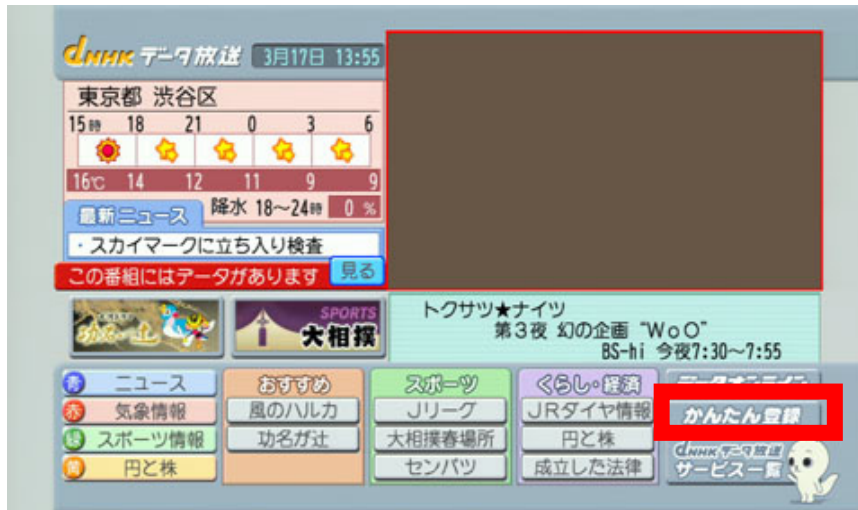 dNHK データ放送 3月17日 13:55
東京都 渋谷区
15時 18 21 0 3 6
16℃ 14 12 11 9 9
降水 18～24時 0 %
最新ニュース
・スカイマークに立ち入り検査
この番組にはデータがあります 見る
功名が辻
SPORTS
大相撲
トクサツ★ナイツ
第3夜 幻の企画 "WoO"
BS-hi 今夜7:30～7:55
青 ニュース
赤 気象情報
緑 スポーツ情報
黄 円と株
おすすめ
風のハルカ
功名が辻
スポーツ
Jリーグ
大相撲春場所
センバツ
くらし・経済
JRダイヤ情報
円と株
成立した法律
かんたん登録
dNHK データ放送
サービス一覧